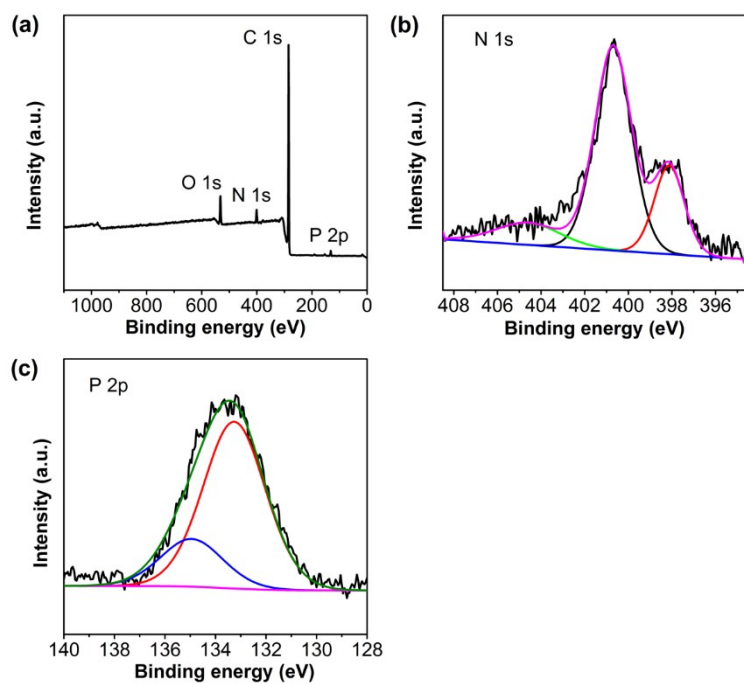 (a)
C 1s
O 1s
N 1s
P 2p
Intensity (a.u.)
1000 800 600 400 200 0
Binding energy (eV)
(b)
N 1s
Intensity (a.u.)
408 406 404 402 400 398 396
Binding energy (eV)
(c)
P 2p
Intensity (a.u.)
140 138 136 134 132 130 128
Binding energy (eV)